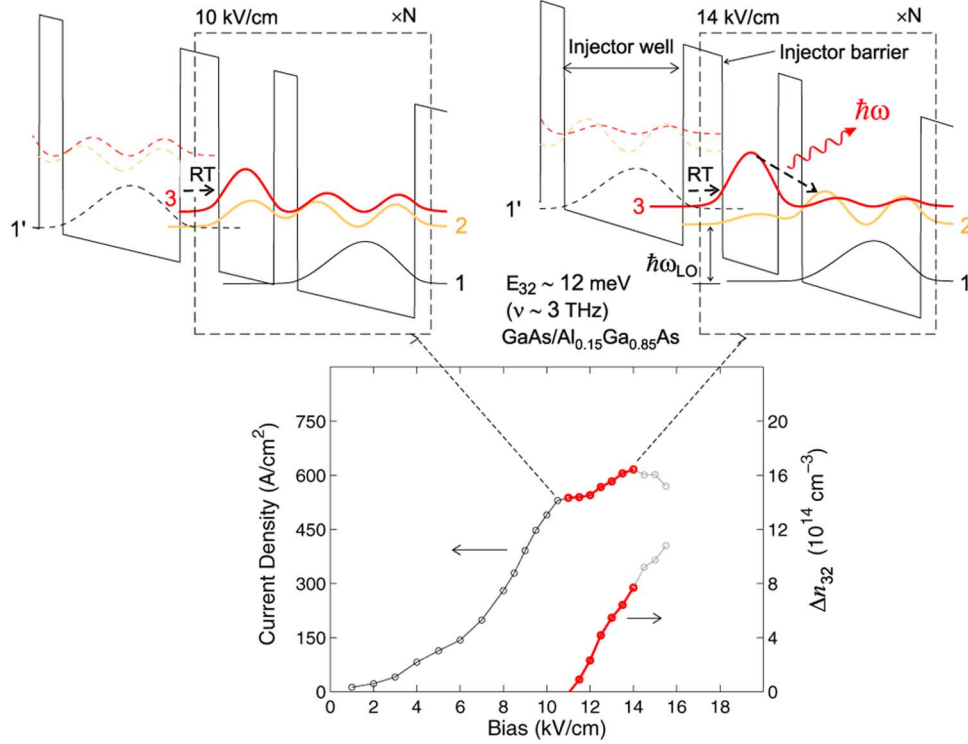 10 kV/cm
×N
RT
3
1'
2
1
14 kV/cm
×N
Injector well
Injector barrier
ℏω
RT
1'
3
2
ℏω_LO
1
E_32 ~ 12 meV
(ν ~ 3 THz)
GaAs/Al_0.15Ga_0.85As
Current Density (A/cm^2)
750
600
450
300
150
0
0 2 4 6 8 10 12 14 16 18
Bias (kV/cm)
20
16
12
8
4
0
Δn_32 (10^14 cm^−3)